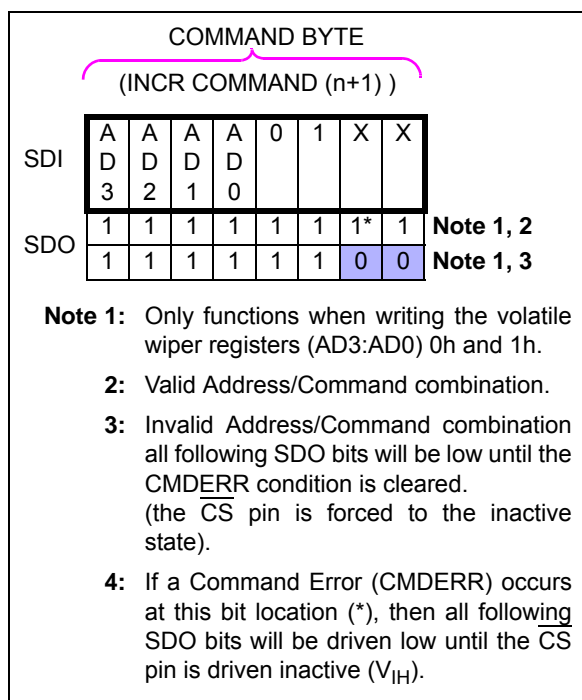 COMMAND BYTE
(INCR COMMAND (n+1) )
SDI
A A A A 0 1 X X
D D D D
3 2 1 0
SDO
1 1 1 1 1 1 1* 1 Note 1, 2
1 1 1 1 1 1 0 0 Note 1, 3
Note 1: Only functions when writing the volatile
wiper registers (AD3:AD0) 0h and 1h.
2: Valid Address/Command combination.
3: Invalid Address/Command combination
all following SDO bits will be low until the
CMDERR condition is cleared.
(the CS pin is forced to the inactive
state).
4: If a Command Error (CMDERR) occurs
at this bit location (*), then all following
SDO bits will be driven low until the CS
pin is driven inactive (VIH).